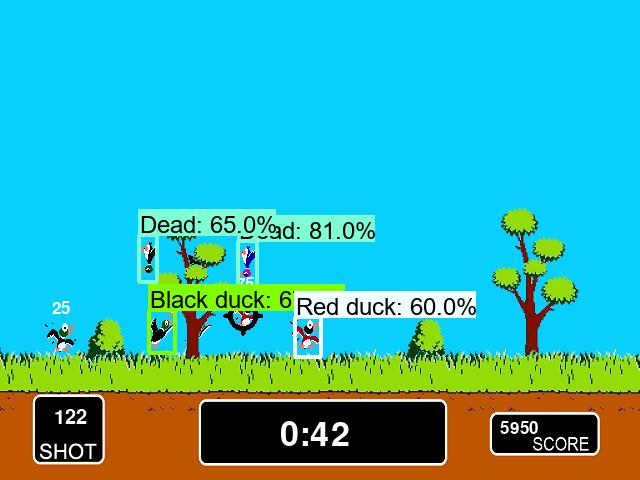 Dead: 65.0%
ad: 81.0%
25
75
Black duck: 6
Red duck: 60.0%
122
SHOT
0:42
5950
SCORE